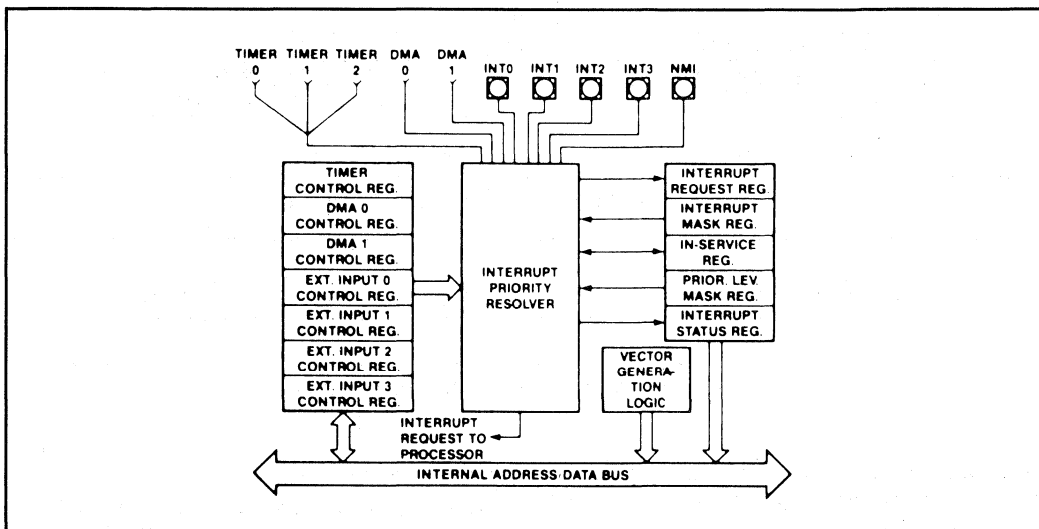 TIMER TIMER TIMER DMA DMA
0 1 2 0 1 INT0 INT1 INT2 INT3 NMI
TIMER
CONTROL REG.
DMA 0
CONTROL REG.
DMA 1
CONTROL REG.
EXT. INPUT 0
CONTROL REG.
EXT. INPUT 1
CONTROL REG.
EXT. INPUT 2
CONTROL REG.
EXT. INPUT 3
CONTROL REG.
INTERRUPT
PRIORITY
RESOLVER
INTERRUPT
REQUEST REG.
INTERRUPT
MASK REG.
IN-SERVICE
REG.
PRIOR. LEV.
MASK REG.
INTERRUPT
STATUS REG.
VECTOR
GENERA-
TION
LOGIC
INTERRUPT
REQUEST TO
PROCESSOR
INTERNAL ADDRESS/DATA BUS